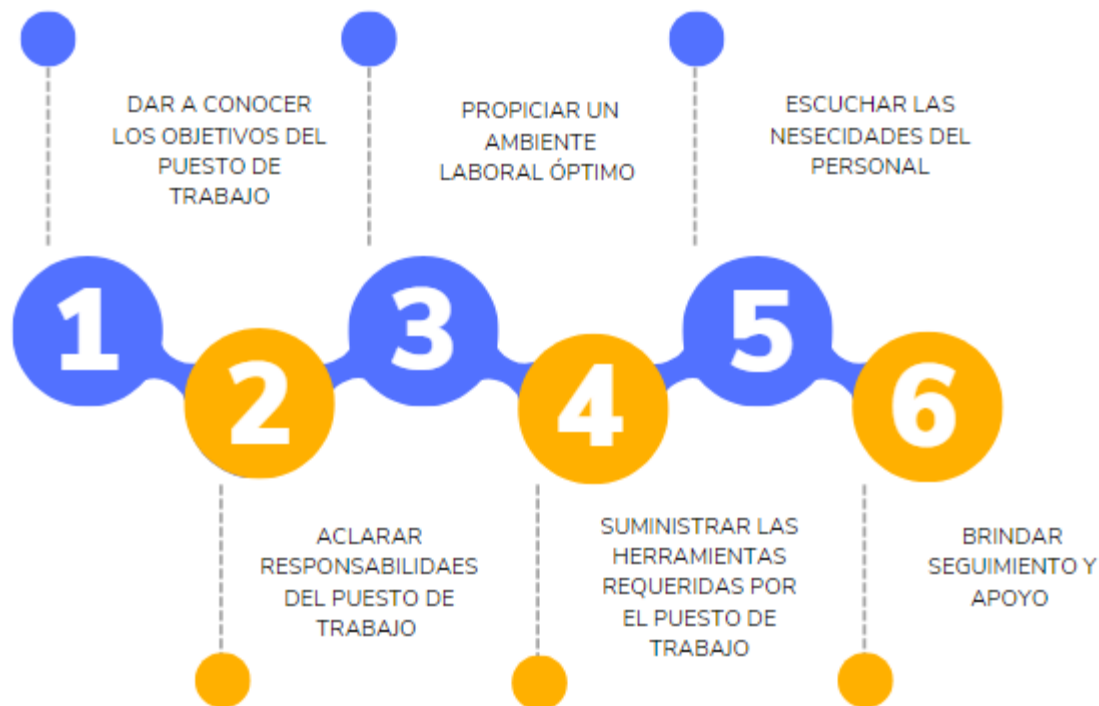 1
DAR A CONOCER
LOS OBJETIVOS DEL
PUESTO DE
TRABAJO
2
ACLARAR
RESPONSABILIDAES
DEL PUESTO DE
TRABAJO
3
PROPICIAR UN
AMBIENTE
LABORAL ÓPTIMO
4
SUMINISTRAR LAS
HERRAMIENTAS
REQUERIDAS POR
EL PUESTO DE
TRABAJO
5
ESCUCHAR LAS
NESECIDADES DEL
PERSONAL
6
BRINDAR
SEGUIMIENTO Y
APOYO